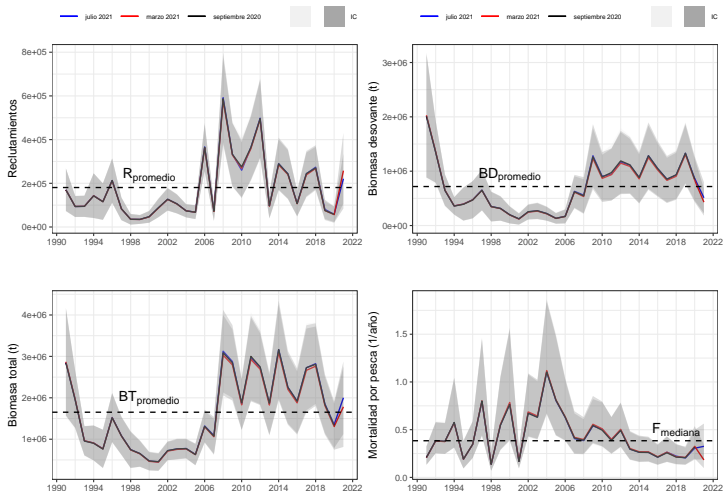 julio 2021 marzo 2021 septiembre 2020 IC
julio 2021 marzo 2021 septiembre 2020 IC
Reclutamientos
8e+05
6e+05
4e+05
2e+05
0e+00
Rpromedio
1990 1994 1998 2002 2006 2010 2014 2018 2022
Biomasa desovante (t)
3e+06
2e+06
1e+06
0e+00
BDpromedio
1990 1994 1998 2002 2006 2010 2014 2018 2022
Biomasa total (t)
4e+06
3e+06
2e+06
1e+06
BTpromedio
1990 1994 1998 2002 2006 2010 2014 2018 2022
Mortalidad por pesca (1/año)
1.5
1.0
0.5
0.0
Fmediana
1990 1994 1998 2002 2006 2010 2014 2018 2022